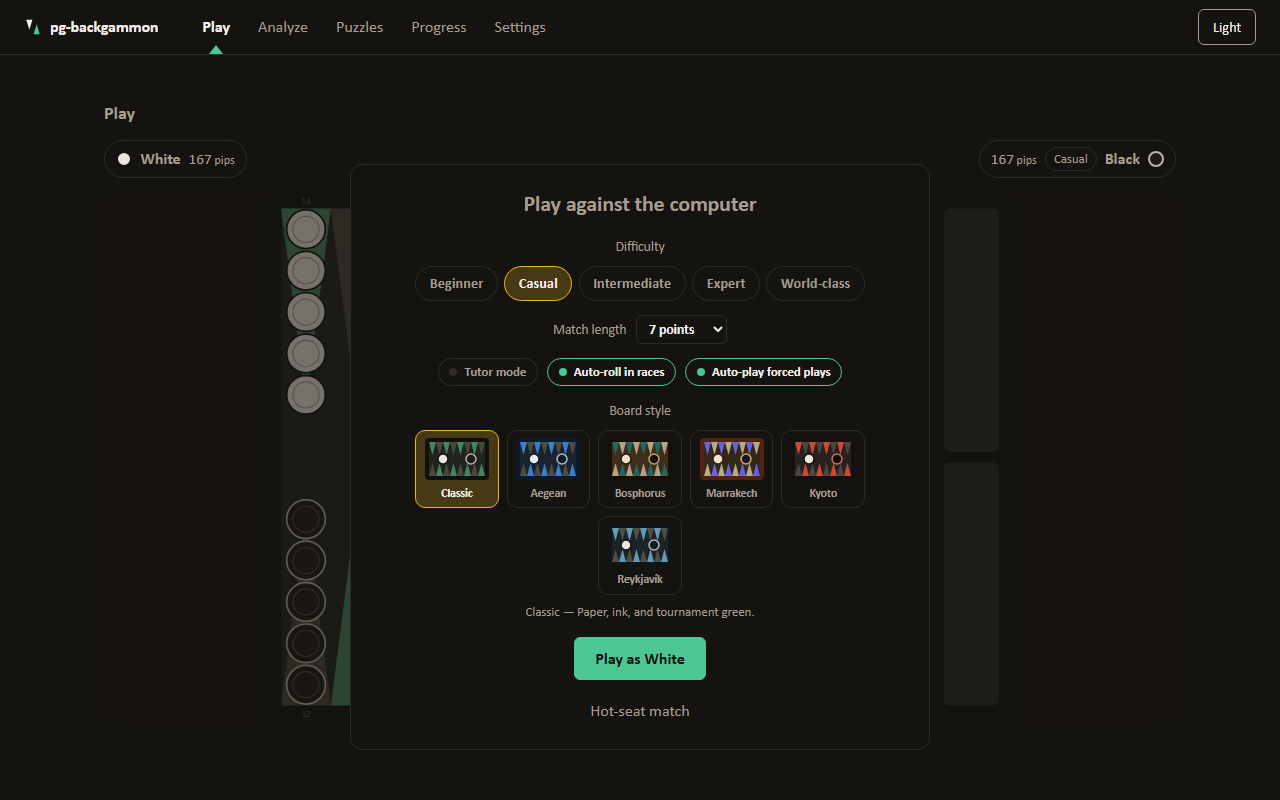 pg-backgammon Play Analyze Puzzles Progress Settings Light
Play
White 167 pips
167 pips Casual Black
13
Play against the computer
Difficulty
Beginner Casual Intermediate Expert World-class
Match length 7 points
Tutor mode Auto-roll in races Auto-play forced plays
Board style
Classic Aegean Bosphorus Marrakech Kyoto
Reykjavík
Classic — Paper, ink, and tournament green.
Play as White
Hot-seat match
12